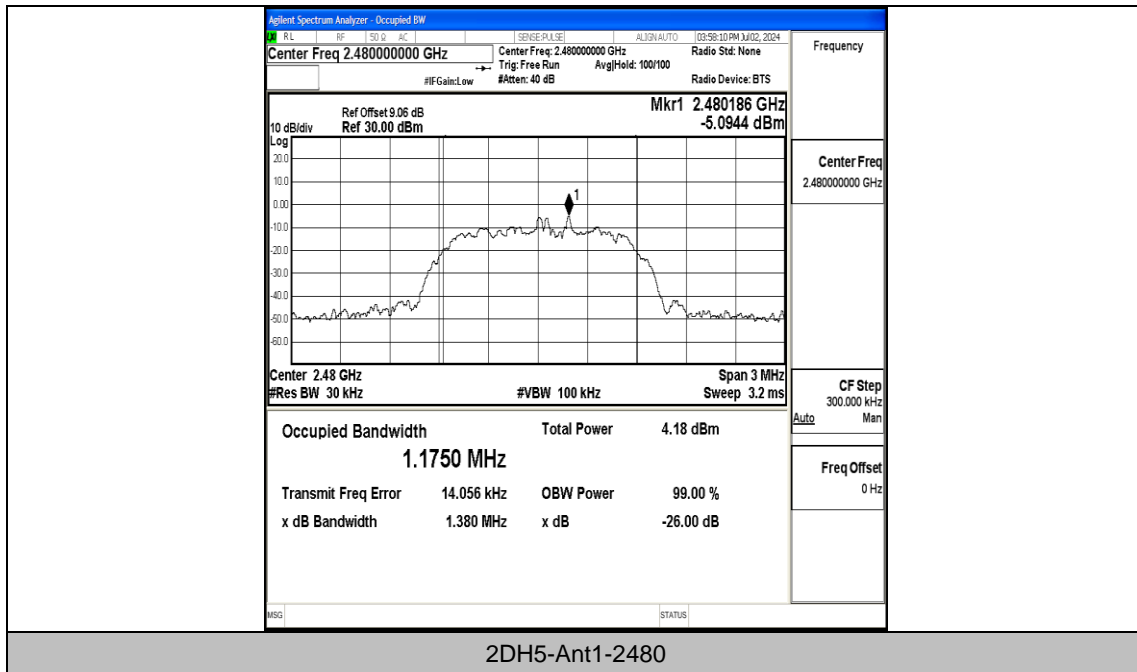 Agilent Spectrum Analyzer - Occupied BW
LXI RL RF 50 Ω AC SENSE:PULSE ALIGNAUTO 03:58:10 PM Jul 02, 2024
Center Freq 2.480000000 GHz Center Freq: 2.480000000 GHz Radio Std: None Frequency
Trig: Free Run Avg|Hold: 100/100
#IFGain:Low #Atten: 40 dB Radio Device: BTS
Mkr1 2.480186 GHz
Ref Offset 9.06 dB -5.0944 dBm
10 dB/div Ref 30.00 dBm
Log
20.0
10.0
0.00
-10.0
-20.0
-30.0
-40.0
-50.0
-60.0
1
Center Freq
2.480000000 GHz
Center 2.48 GHz Span 3 MHz
#Res BW 30 kHz #VBW 100 kHz Sweep 3.2 ms
CF Step
300.000 kHz
Auto Man
Occupied Bandwidth Total Power 4.18 dBm
1.1750 MHz
Freq Offset
0 Hz
Transmit Freq Error 14.056 kHz OBW Power 99.00 %
x dB Bandwidth 1.380 MHz x dB -26.00 dB
MSG STATUS
2DH5-Ant1-2480